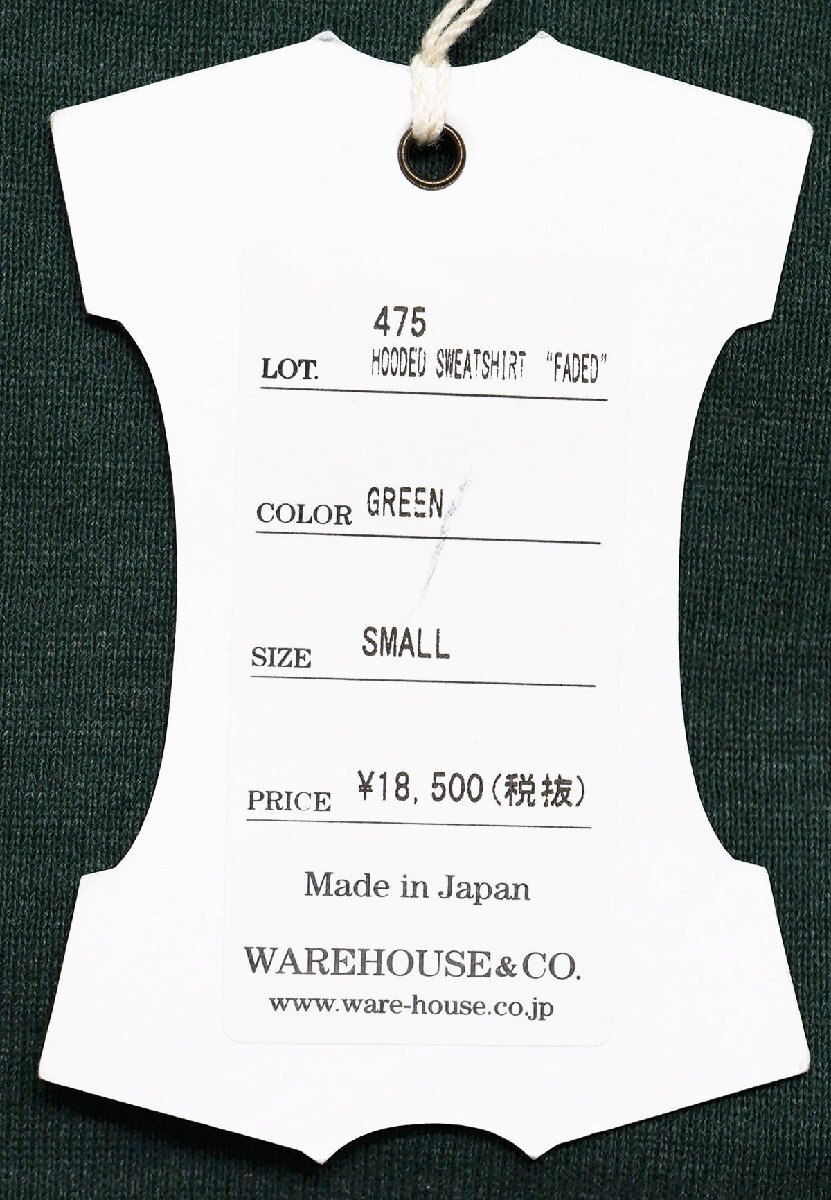 475
LOT. HOODED SWEATSHIRT "FADED"
COLOR GREEN
SIZE SMALL
PRICE ¥18,500(税抜)
Made in Japan
WAREHOUSE&CO.
www.ware-house.co.jp